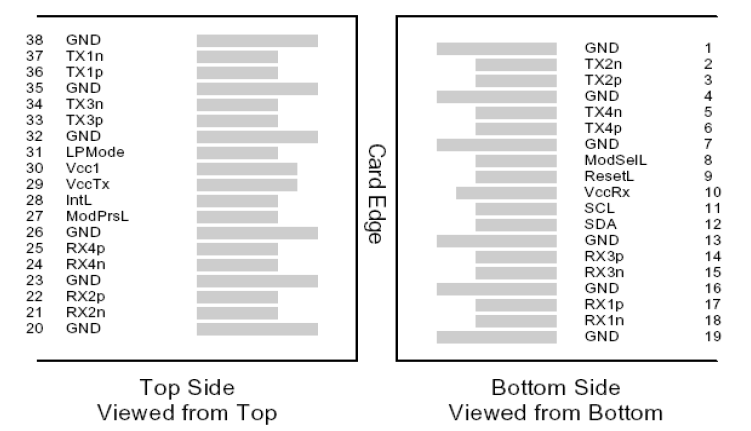 38 GND
37 TX1n
36 TX1p
35 GND
34 TX3n
33 TX3p
32 GND
31 LPMode
30 Vcc1
29 VccTx
28 IntL
27 ModPrsL
26 GND
25 RX4p
24 RX4n
23 GND
22 RX2p
21 RX2n
20 GND
Card Edge
GND 1
TX2n 2
TX2p 3
GND 4
TX4n 5
TX4p 6
GND 7
ModSelL 8
ResetL 9
VccRx 10
SCL 11
SDA 12
GND 13
RX3p 14
RX3n 15
GND 16
RX1p 17
RX1n 18
GND 19
Top Side
Viewed from Top
Bottom Side
Viewed from Bottom